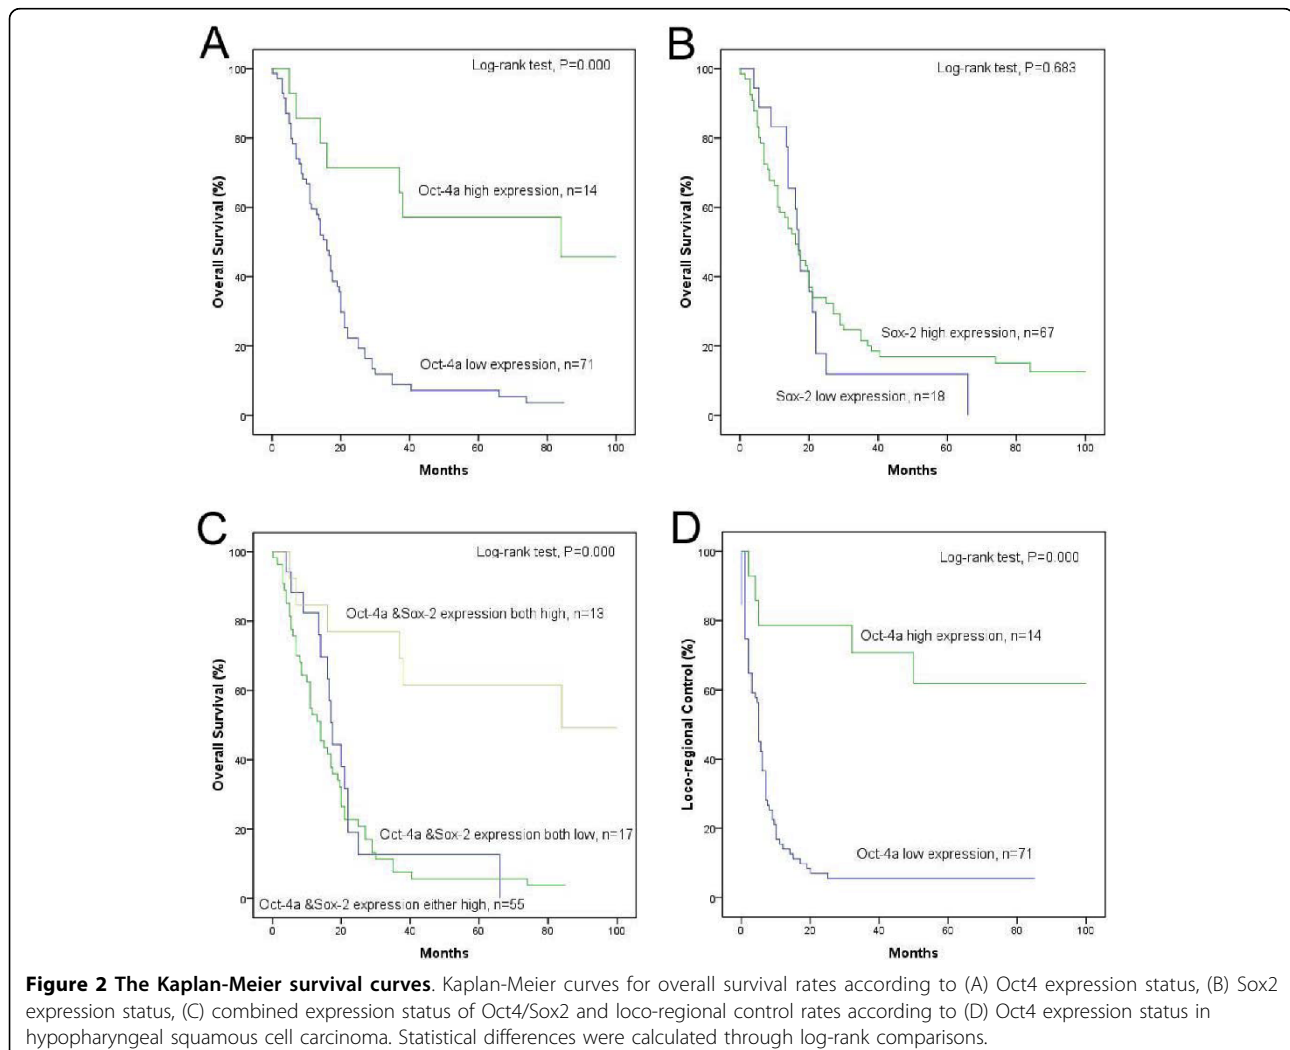 A
Log-rank test, P=0.000
100
80
60
40
20
0
Overall Survival (%)
Oct-4a high expression, n=14
Oct-4a low expression, n=71
0 20 40 60 80 100
Months
B
Log-rank test, P=0.683
100
80
60
40
20
0
Overall Survival (%)
Sox-2 high expression, n=67
Sox-2 low expression, n=18
0 20 40 60 80 100
Months
C
Log-rank test, P=0.000
100
80
60
40
20
0
Overall Survival (%)
Oct-4a &Sox-2 expression both high, n=13
Oct-4a &Sox-2 expression both low, n=17
Oct-4a &Sox-2 expression either high, n=55
0 20 40 60 80 100
Months
D
Log-rank test, P=0.000
100
80
60
40
20
0
Loco-regional Control (%)
Oct-4a high expression, n=14
Oct-4a low expression, n=71
0 20 40 60 80 100
Months
Figure 2 The Kaplan-Meier survival curves. Kaplan-Meier curves for overall survival rates according to (A) Oct4 expression status, (B) Sox2
expression status, (C) combined expression status of Oct4/Sox2 and loco-regional control rates according to (D) Oct4 expression status in
hypopharyngeal squamous cell carcinoma. Statistical differences were calculated through log-rank comparisons.